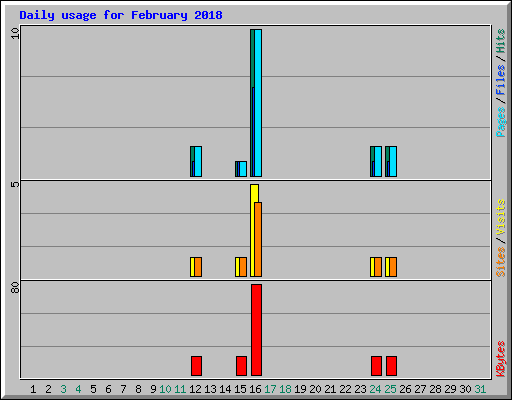 Daily usage for February 2018
10
Pages/Files/Hits
5
Sites/Visits
80
KBytes
1 2 3 4 5 6 7 8 9 10 11 12 13 14 15 16 17 18 19 20 21 22 23 24 25 26 27 28 29 30 31